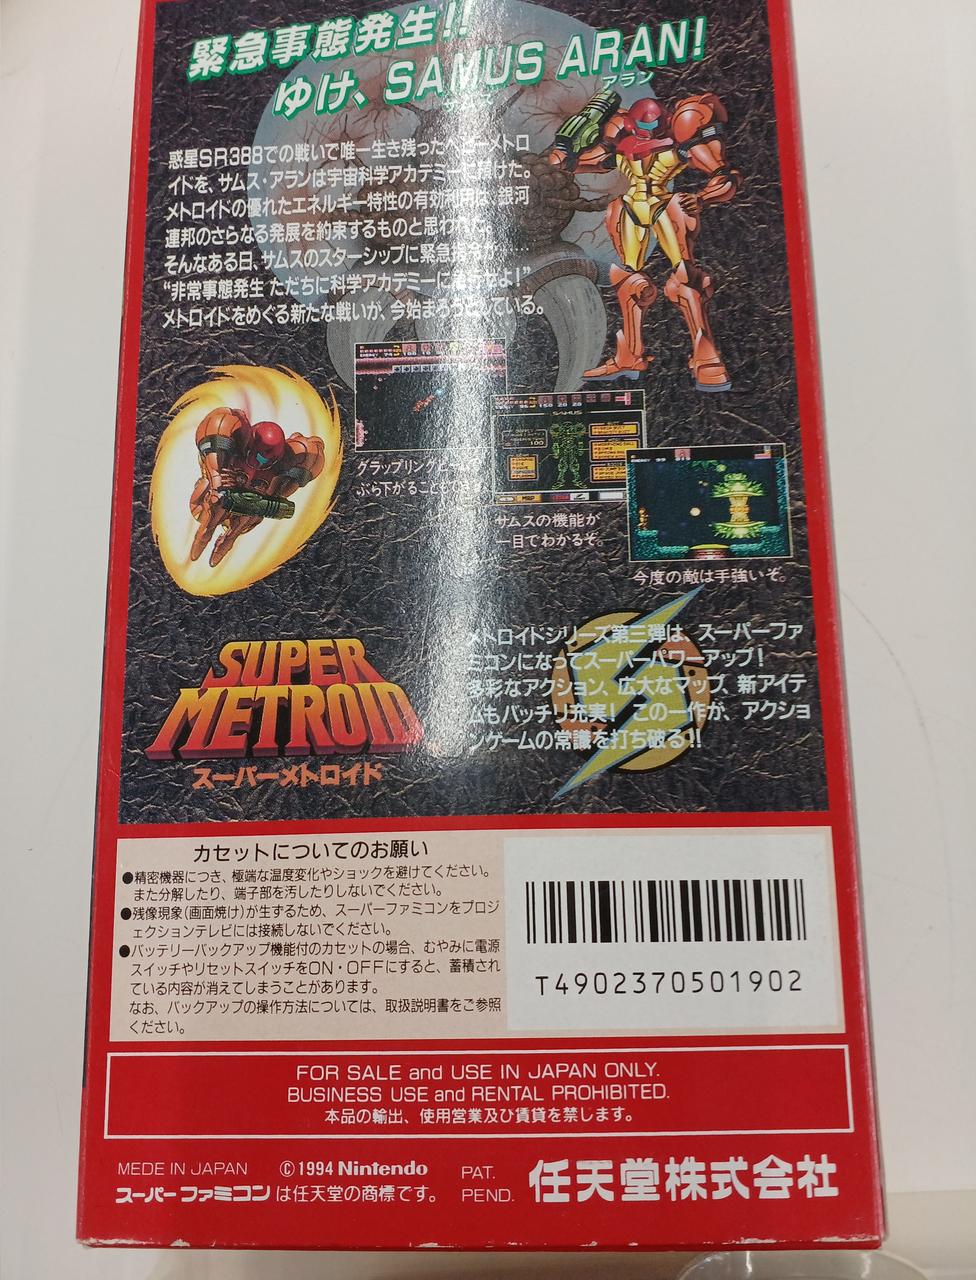 緊急事態発生!!
ゆけ、SAMUS ARAN!
アラン
惑星SR388での戦いで唯一生き残ったベビーメトロ
イドを、サムス・アランは宇宙科学アカデミーに預けた。
メトロイドの優れたエネルギー特性の有効利用は、銀河
連邦のさらなる発展を約束するものと思われた。
そんなある日、サムスのスターシップに緊急
“非常事態発生 ただちに科学アカデミーに せよ!”
メトロイドをめぐる新たな戦いが、今始まろうとしている。
グラップリング
ぶら下がることも
SAMUS
サムスの機能が
一目でわかるぞ。
今度の敵は手強いぞ。
SUPER
METROID
スーパーメトロイド
メトロイドシリーズ第三弾は、スーパーファ
ミコンになってスーパーパワーアップ!
多彩なアクション、広大なマップ、新アイテ
ムもバッチリ充実! この一作が、アクショ
ンゲームの常識を打ち破る!!
カセットについてのお願い
●精密機器につき、極端な温度変化やショックを避けてください。
また分解したり、端子部を汚したりしないでください。
●残像現象(画面焼け)が生ずるため、スーパーファミコンをプロジ
ェクションテレビには接続しないでください。
●バッテリーバックアップ機能付のカセットの場合、むやみに電源
スイッチやリセットスイッチをON・OFFにすると、蓄積され
ている内容が消えてしまうことがあります。
なお、バックアップの操作方法については、取扱説明書をご参照
ください。
T4902370501902
FOR SALE and USE IN JAPAN ONLY.
BUSINESS USE and RENTAL PROHIBITED.
本品の輸出、使用営業及び賃貸を禁じます。
MEDE IN JAPAN ©1994 Nintendo
スーパーファミコンは任天堂の商標です。
PAT.
PEND.
任天堂株式会社